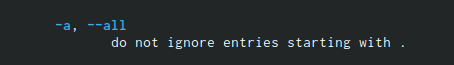 -a, --all
do not ignore entries starting with .